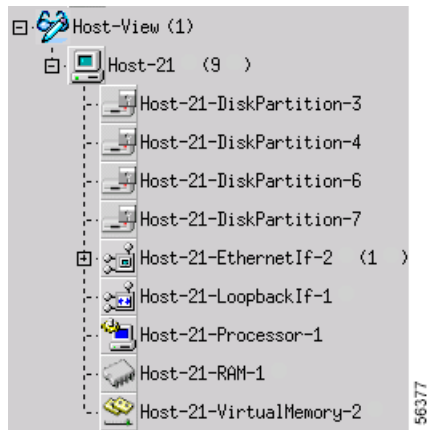 Host-View (1)
Host-21 (9 )
Host-21-DiskPartition-3
Host-21-DiskPartition-4
Host-21-DiskPartition-6
Host-21-DiskPartition-7
Host-21-EthernetIf-2 (1 )
Host-21-LoopbackIf-1
Host-21-Processor-1
Host-21-RAM-1
Host-21-VirtualMemory-2
56377